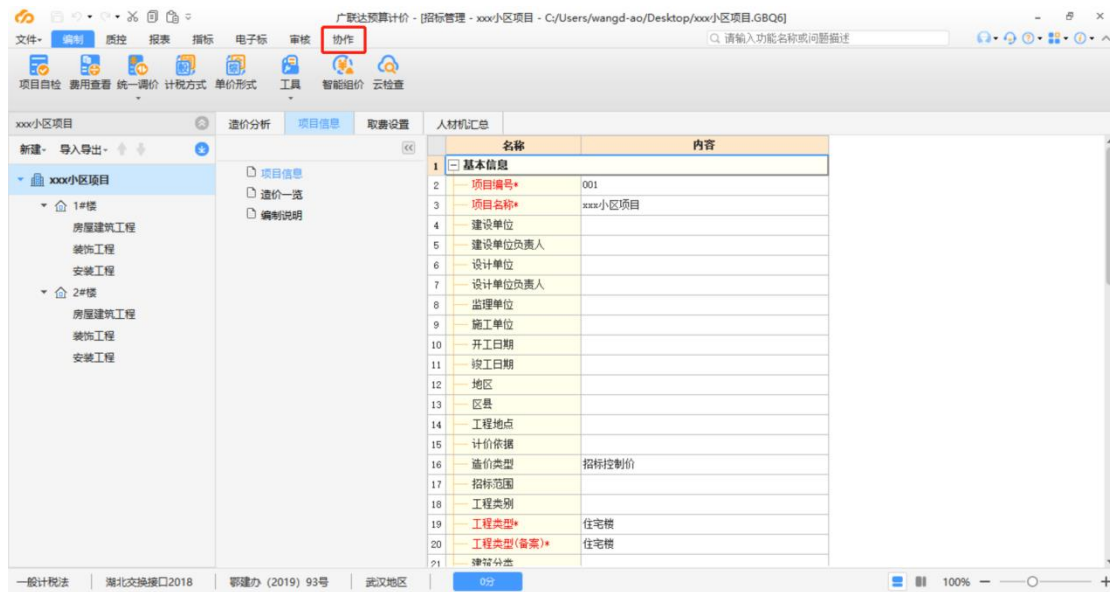 广联达预算计价 - [招标管理 - xxx小区项目 - C:/Users/wangd-ao/Desktop/xxx小区项目.GBQ6]
文件 编制 质控 报表 指标 电子标 审核 协作 请输入功能名称或问题描述
项目自检 费用查看 统一调价 计税方式 单价形式 工具 智能组价 云检查
xxx小区项目 造价分析 项目信息 取费设置 人材机汇总
新建 导入导出
xxx小区项目
1#楼
房屋建筑工程
装饰工程
安装工程
2#楼
房屋建筑工程
装饰工程
安装工程
项目信息
造价一览
编制说明
名称 内容
1 基本信息
2 项目编号* 001
3 项目名称* xxx小区项目
4 建设单位
5 建设单位负责人
6 设计单位
7 设计单位负责人
8 监理单位
9 施工单位
10 开工日期
11 竣工日期
12 地区
13 区县
14 工程地点
15 计价依据
16 造价类型 招标控制价
17 招标范围
18 工程类别
19 工程类型* 住宅楼
20 工程类型(备案)* 住宅楼
21 建筑分类
一般计税法 湖北交换接口2018 鄂建办（2019）93号 武汉地区 0分 100%